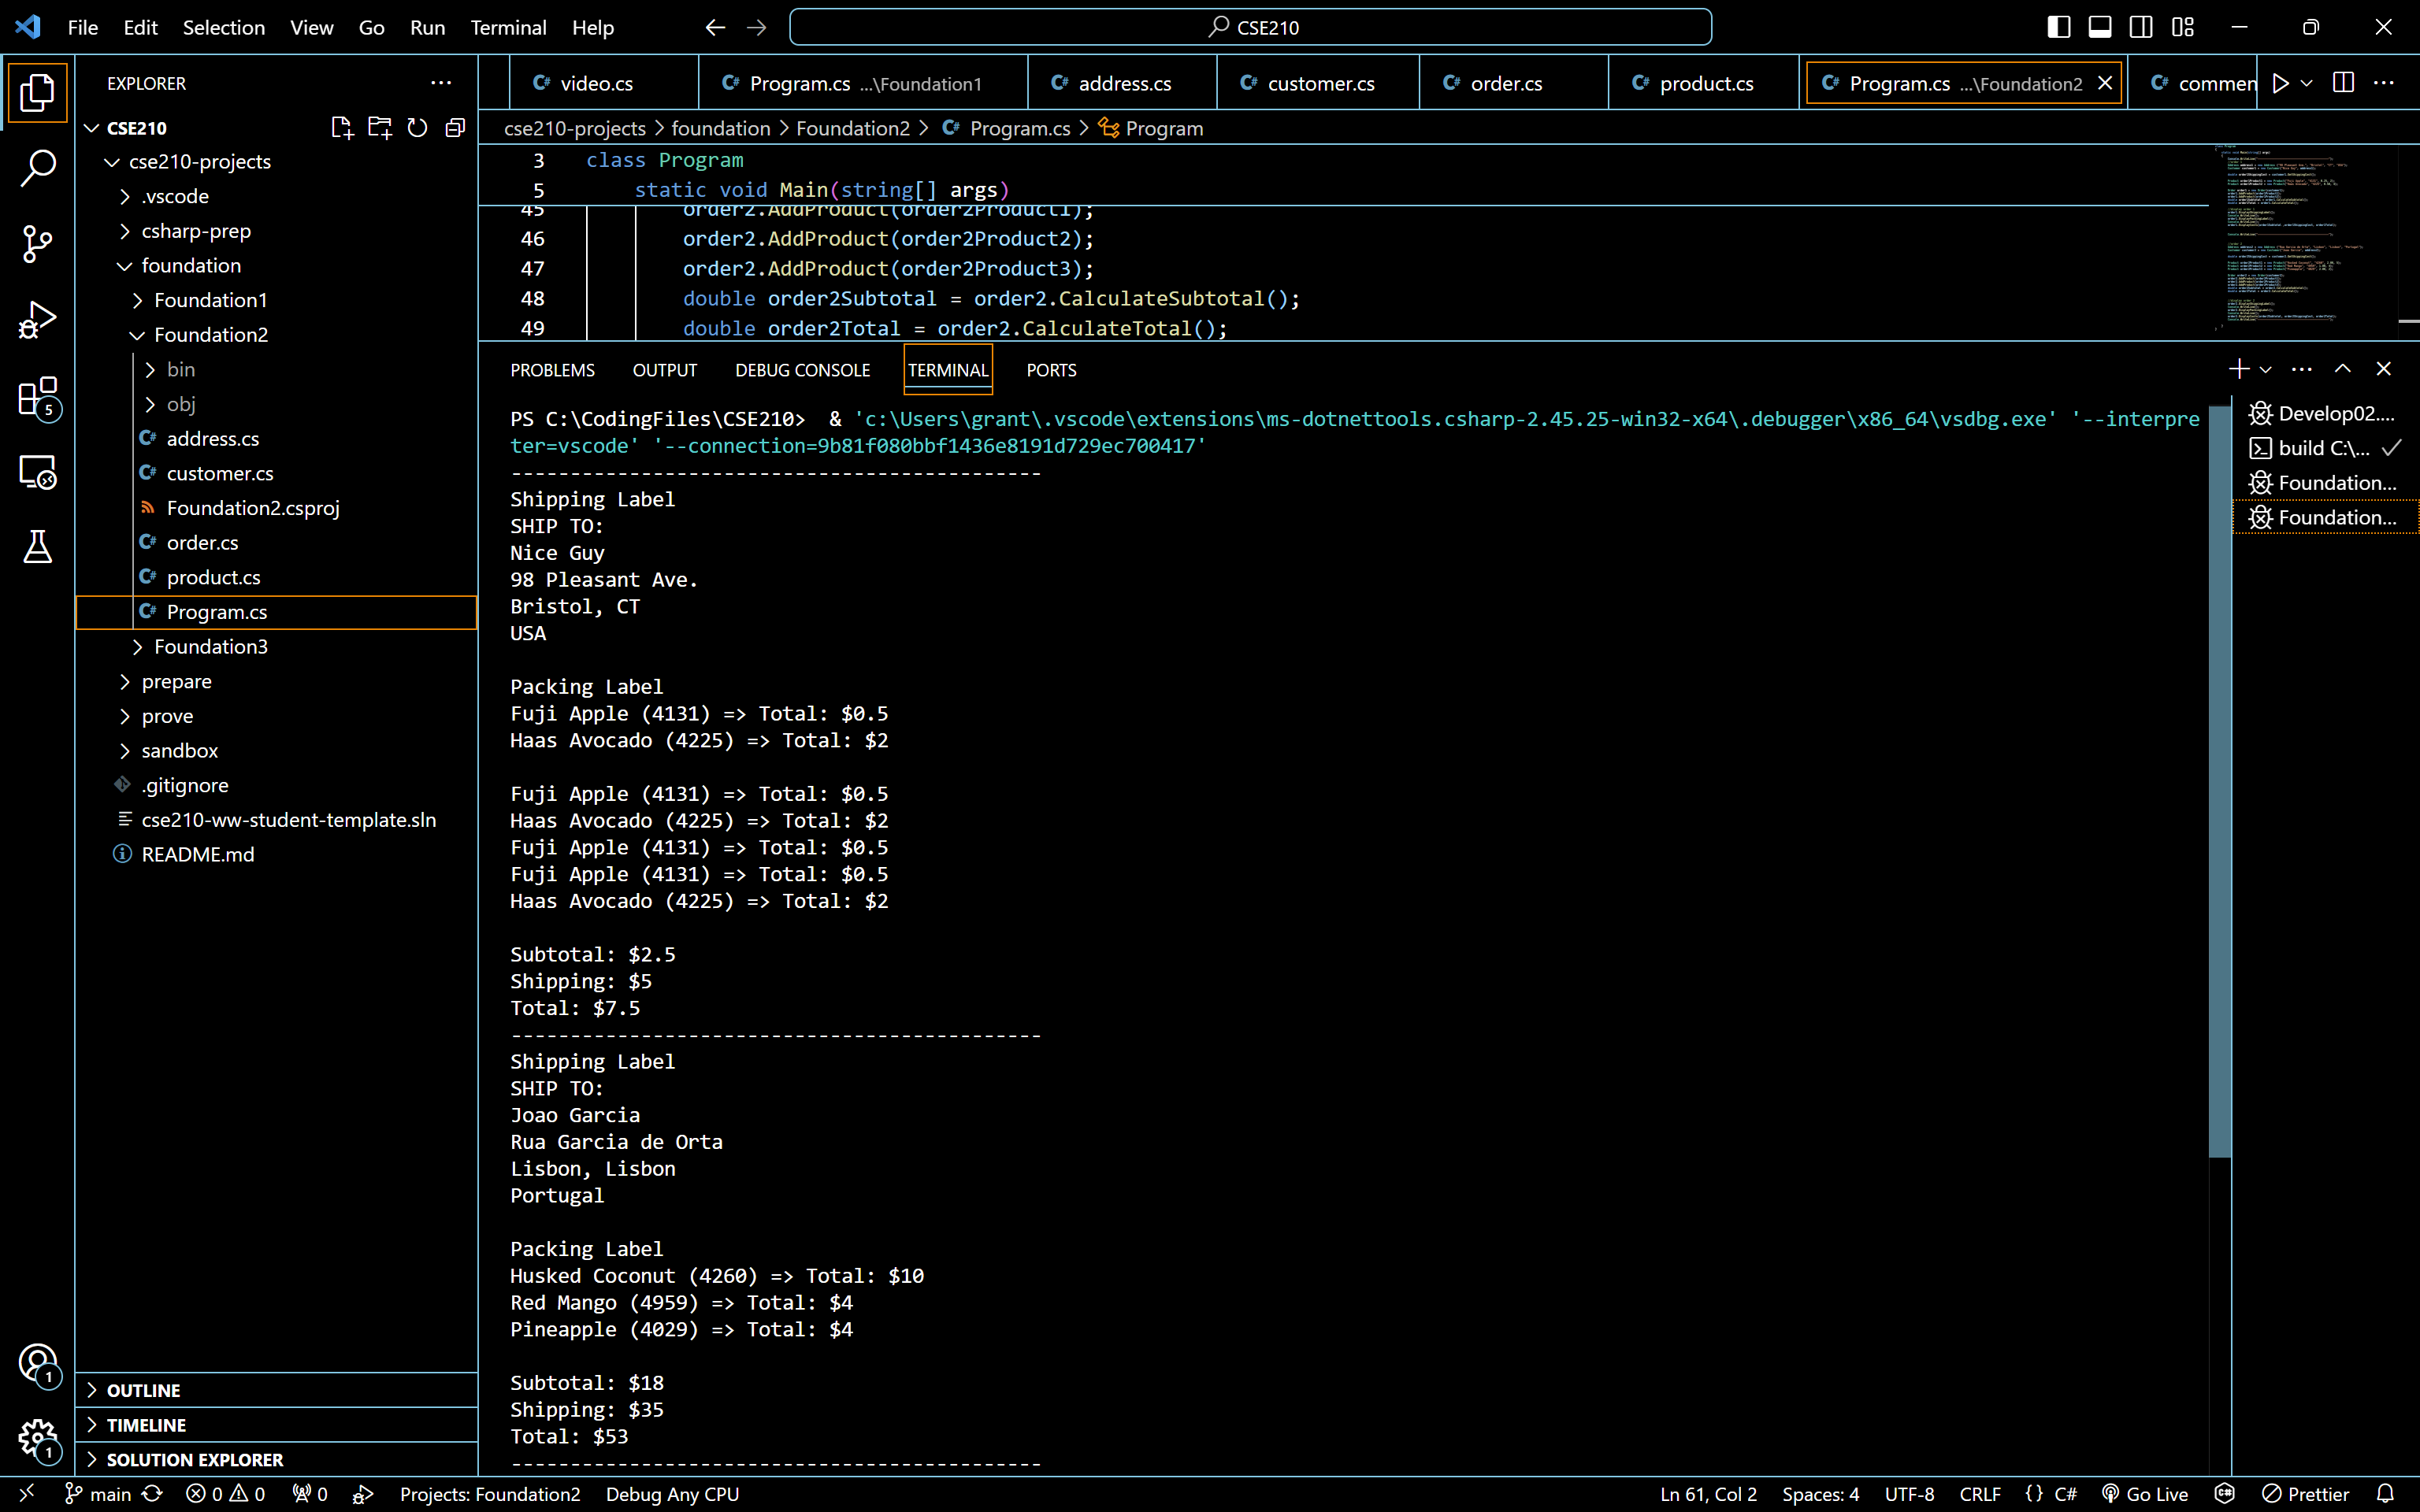 File Edit Selection View Go Run Terminal Help
CSE210
EXPLORER
CSE210
cse210-projects
.vscode
csharp-prep
foundation
Foundation1
Foundation2
bin
obj
address.cs
customer.cs
Foundation2.csproj
order.cs
product.cs
Program.cs
Foundation3
prepare
prove
sandbox
.gitignore
cse210-ww-student-template.sln
README.md
OUTLINE
TIMELINE
SOLUTION EXPLORER
5
1
1
video.cs
Program.cs ...\Foundation1
address.cs
customer.cs
order.cs
product.cs
Program.cs ...\Foundation2
commen
cse210-projects > foundation > Foundation2 > Program.cs > Program
3 class Program
5 static void Main(string[] args)
45 order2.AddProduct(order2Product1);
46 order2.AddProduct(order2Product2);
47 order2.AddProduct(order2Product3);
48 double order2Subtotal = order2.CalculateSubtotal();
49 double order2Total = order2.CalculateTotal();
PROBLEMS OUTPUT DEBUG CONSOLE TERMINAL PORTS
PS C:\CodingFiles\CSE210> & 'c:\Users\grant\.vscode\extensions\ms-dotnettools.csharp-2.45.25-win32-x64\.debugger\x86_64\vsdbg.exe' '--interpre
ter=vscode' '--connection=9b81f080bbf1436e8191d729ec700417'
---------------------------------------------
Shipping Label
SHIP TO:
Nice Guy
98 Pleasant Ave.
Bristol, CT
USA
Packing Label
Fuji Apple (4131) => Total: $0.5
Haas Avocado (4225) => Total: $2
Fuji Apple (4131) => Total: $0.5
Haas Avocado (4225) => Total: $2
Fuji Apple (4131) => Total: $0.5
Fuji Apple (4131) => Total: $0.5
Haas Avocado (4225) => Total: $2
Subtotal: $2.5
Shipping: $5
Total: $7.5
---------------------------------------------
Shipping Label
SHIP TO:
Joao Garcia
Rua Garcia de Orta
Lisbon, Lisbon
Portugal
Packing Label
Husked Coconut (4260) => Total: $10
Red Mango (4959) => Total: $4
Pineapple (4029) => Total: $4
Subtotal: $18
Shipping: $35
Total: $53
---------------------------------------------
Develop02....
build C:\...
Foundation...
Foundation...
main 0 0 0 Projects: Foundation2 Debug Any CPU Ln 61, Col 2 Spaces: 4 UTF-8 CRLF {} C# Go Live Prettier